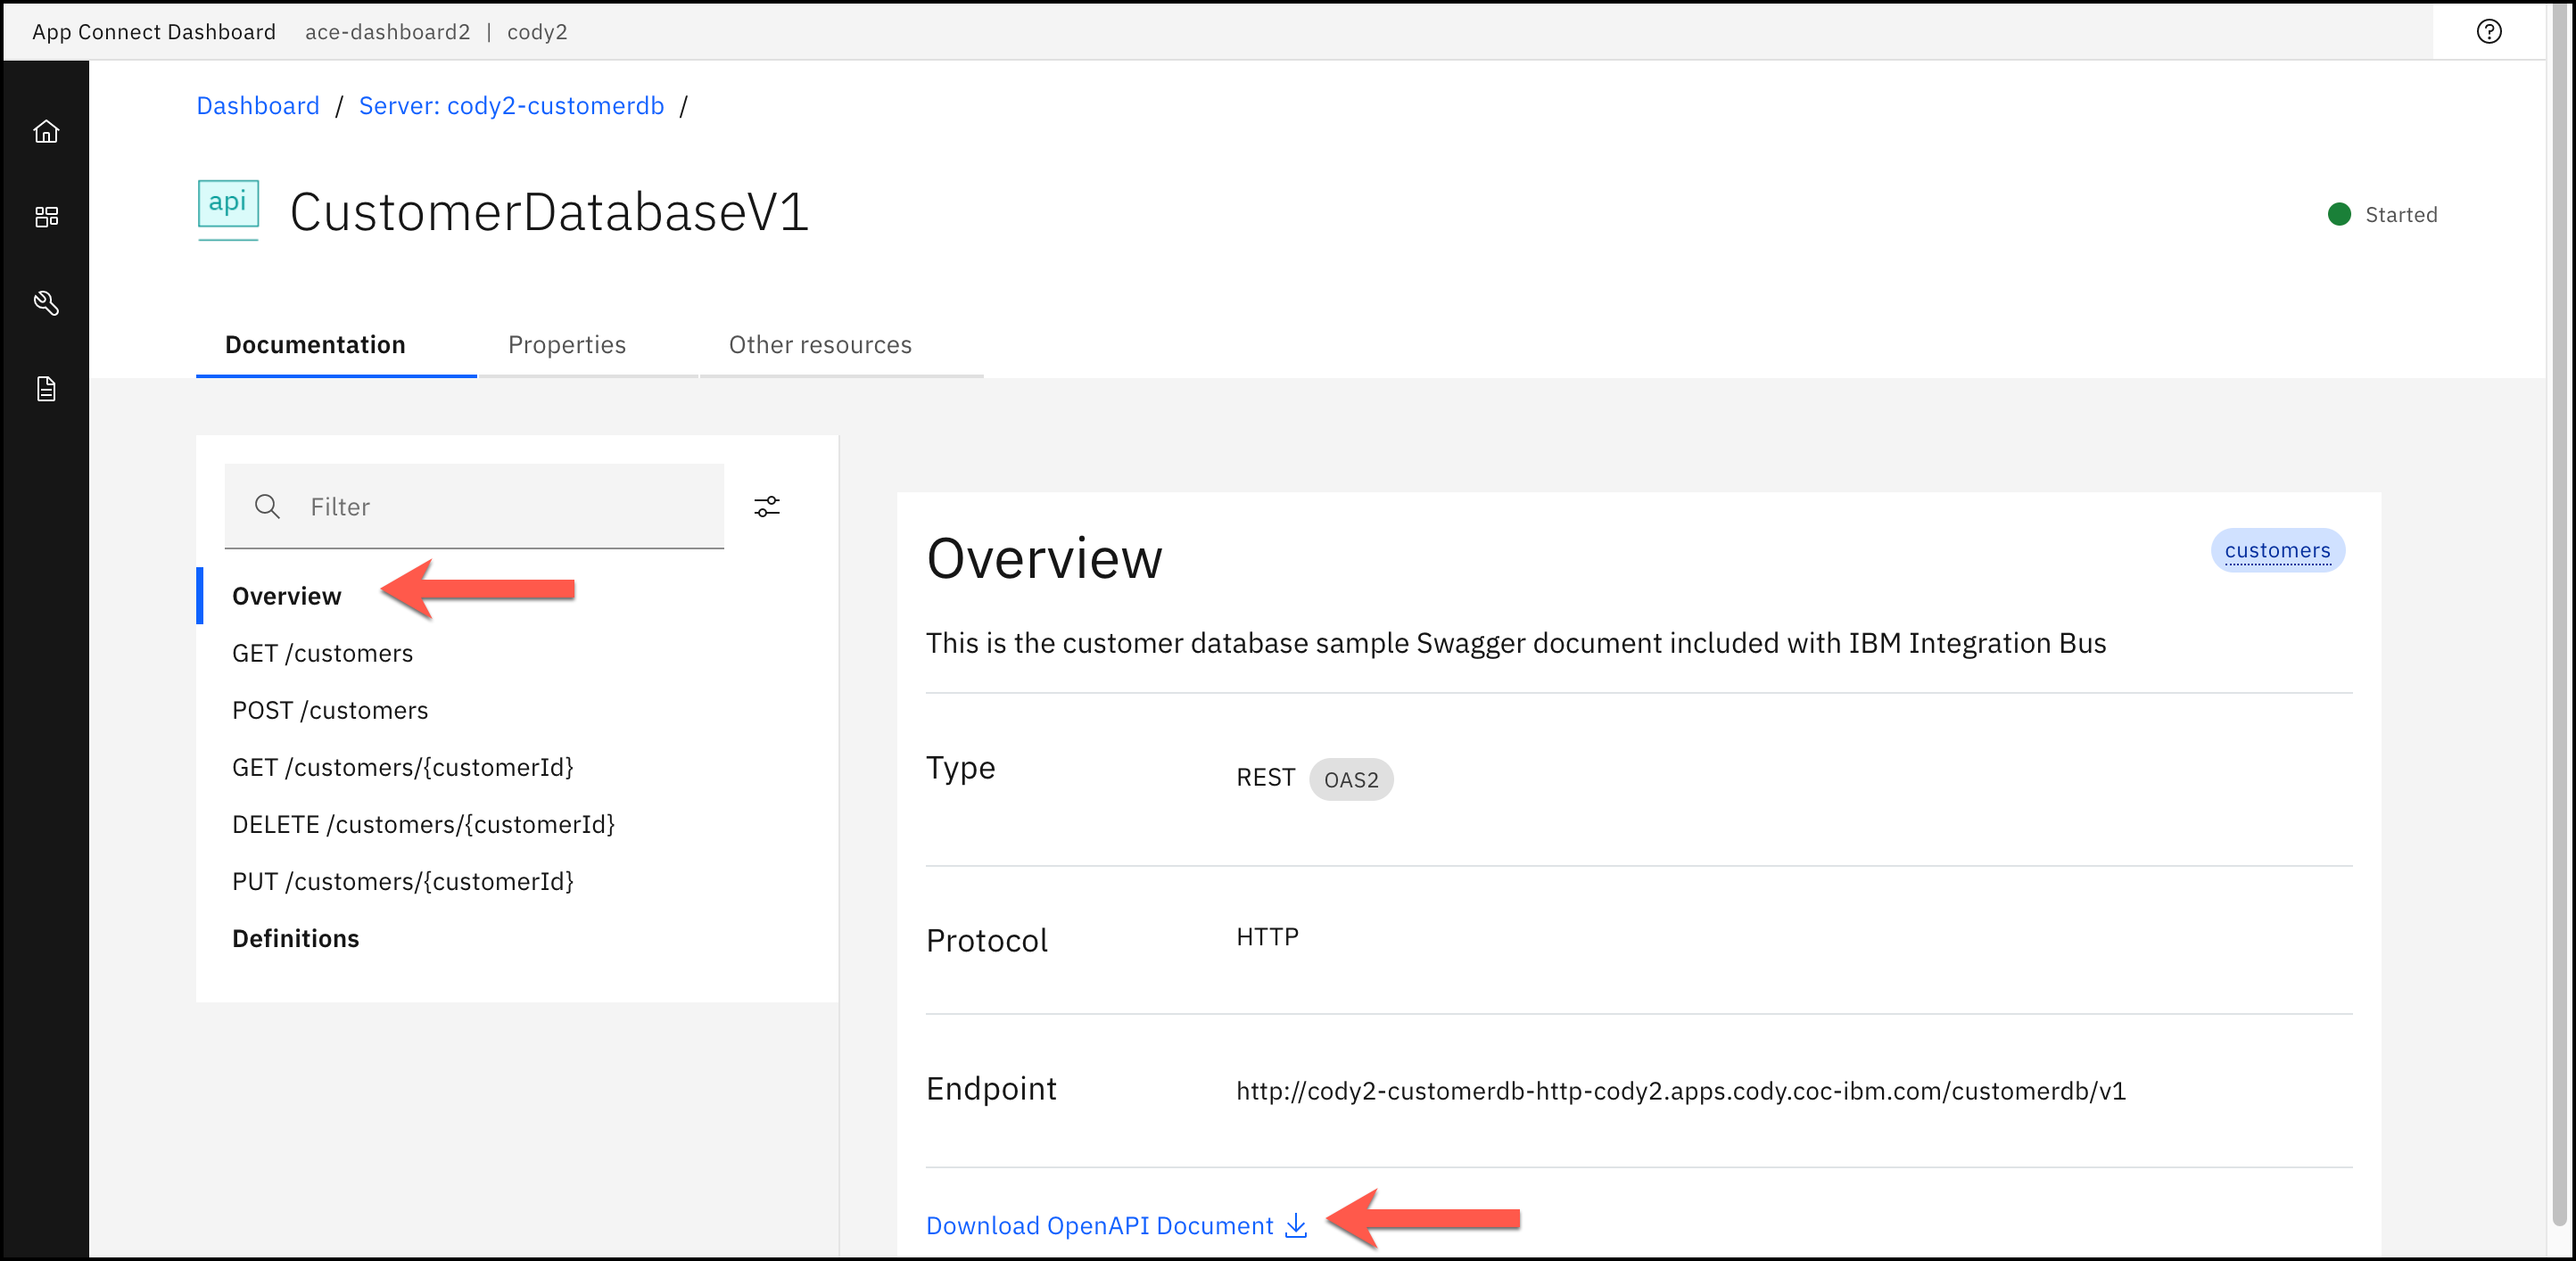 App Connect Dashboard ace-dashboard2 | cody2
Dashboard / Server: cody2-customerdb /
api CustomerDatabaseV1
Started
Documentation Properties Other resources
Filter
Overview
GET /customers
POST /customers
GET /customers/{customerId}
DELETE /customers/{customerId}
PUT /customers/{customerId}
Definitions
Overview
customers
This is the customer database sample Swagger document included with IBM Integration Bus
Type REST OAS2
Protocol HTTP
Endpoint http://cody2-customerdb-http-cody2.apps.cody.coc-ibm.com/customerdb/v1
Download OpenAPI Document